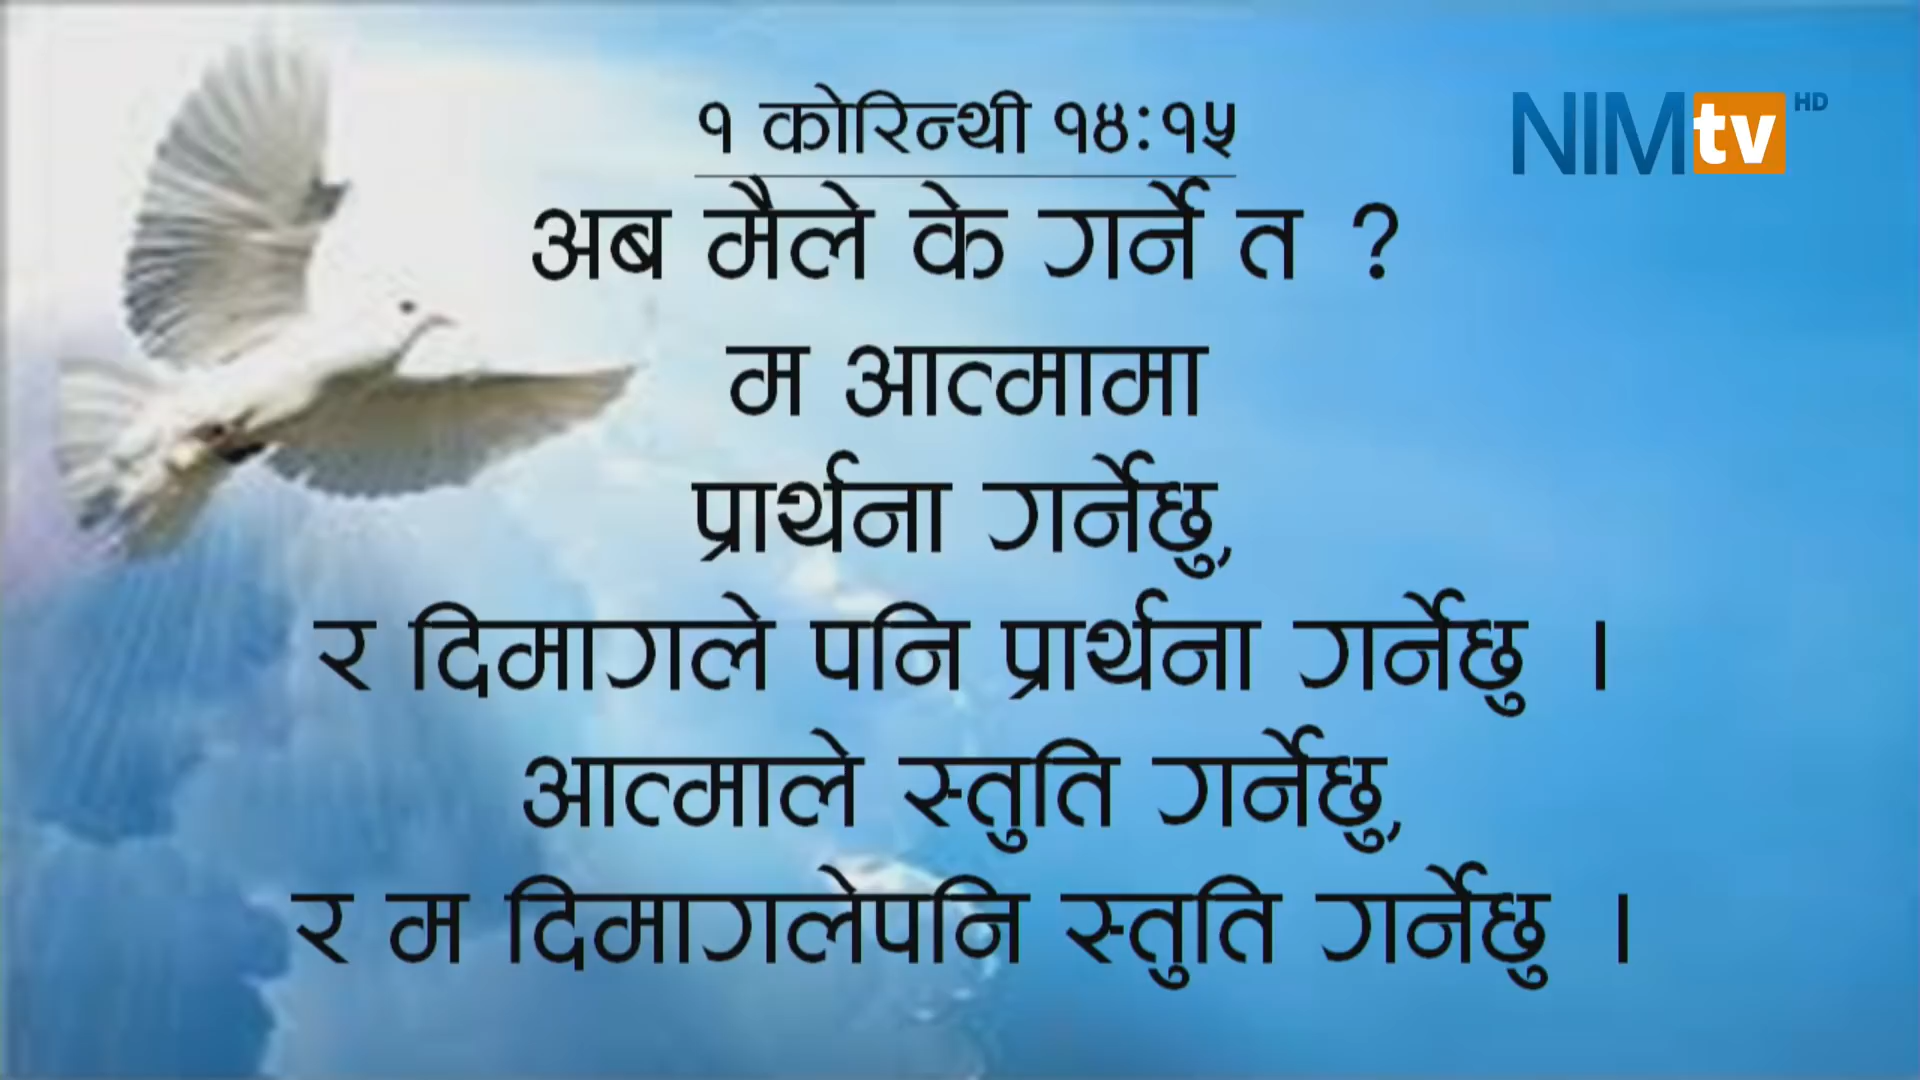 १ कोरिन्थी १४:१५
NIMtv HD
अब मैले के गर्ने त ?
म आत्मामा
प्रार्थना गर्नेछु,
र दिमागले पनि प्रार्थना गर्नेछु ।
आत्माले स्तुति गर्नेछु,
र म दिमागलेपनि स्तुति गर्नेछु ।